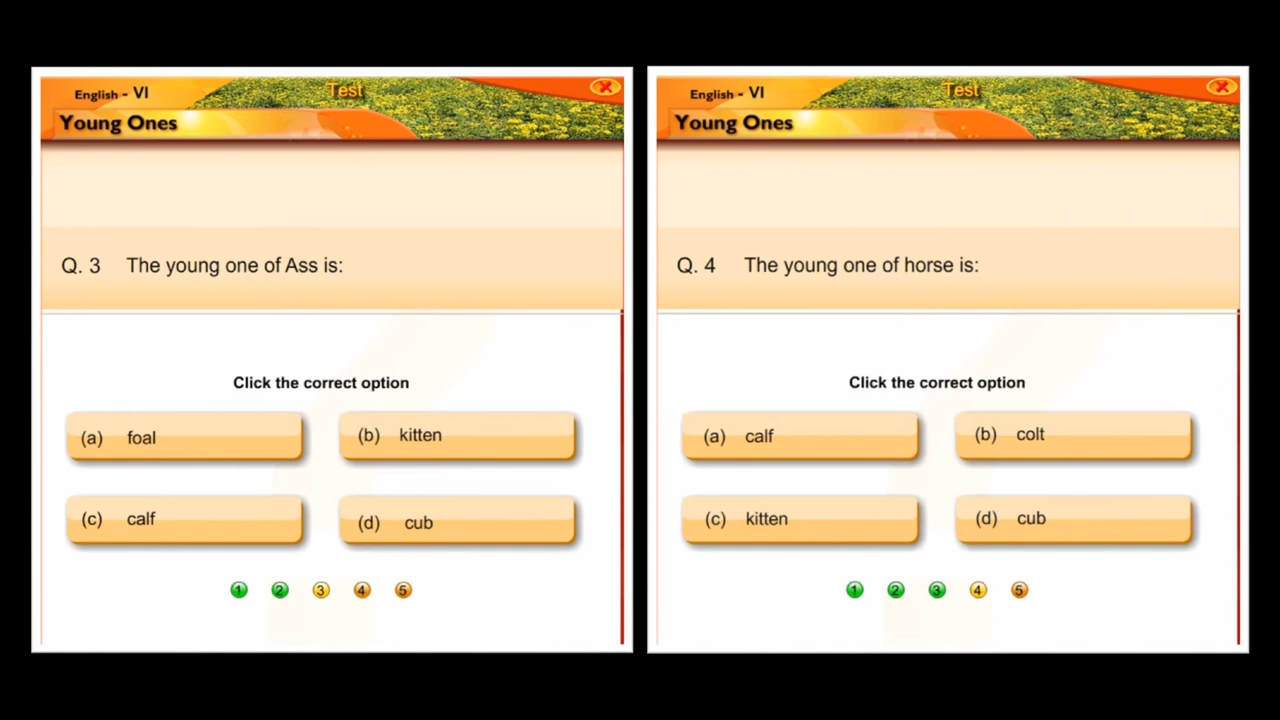 English - VI
Test
Young Ones
Q. 3 The young one of Ass is:
Click the correct option
(a) foal
(b) kitten
(c) calf
(d) cub
1 2 3 4 5
English - VI
Test
Young Ones
Q. 4 The young one of horse is:
Click the correct option
(a) calf
(b) colt
(c) kitten
(d) cub
1 2 3 4 5